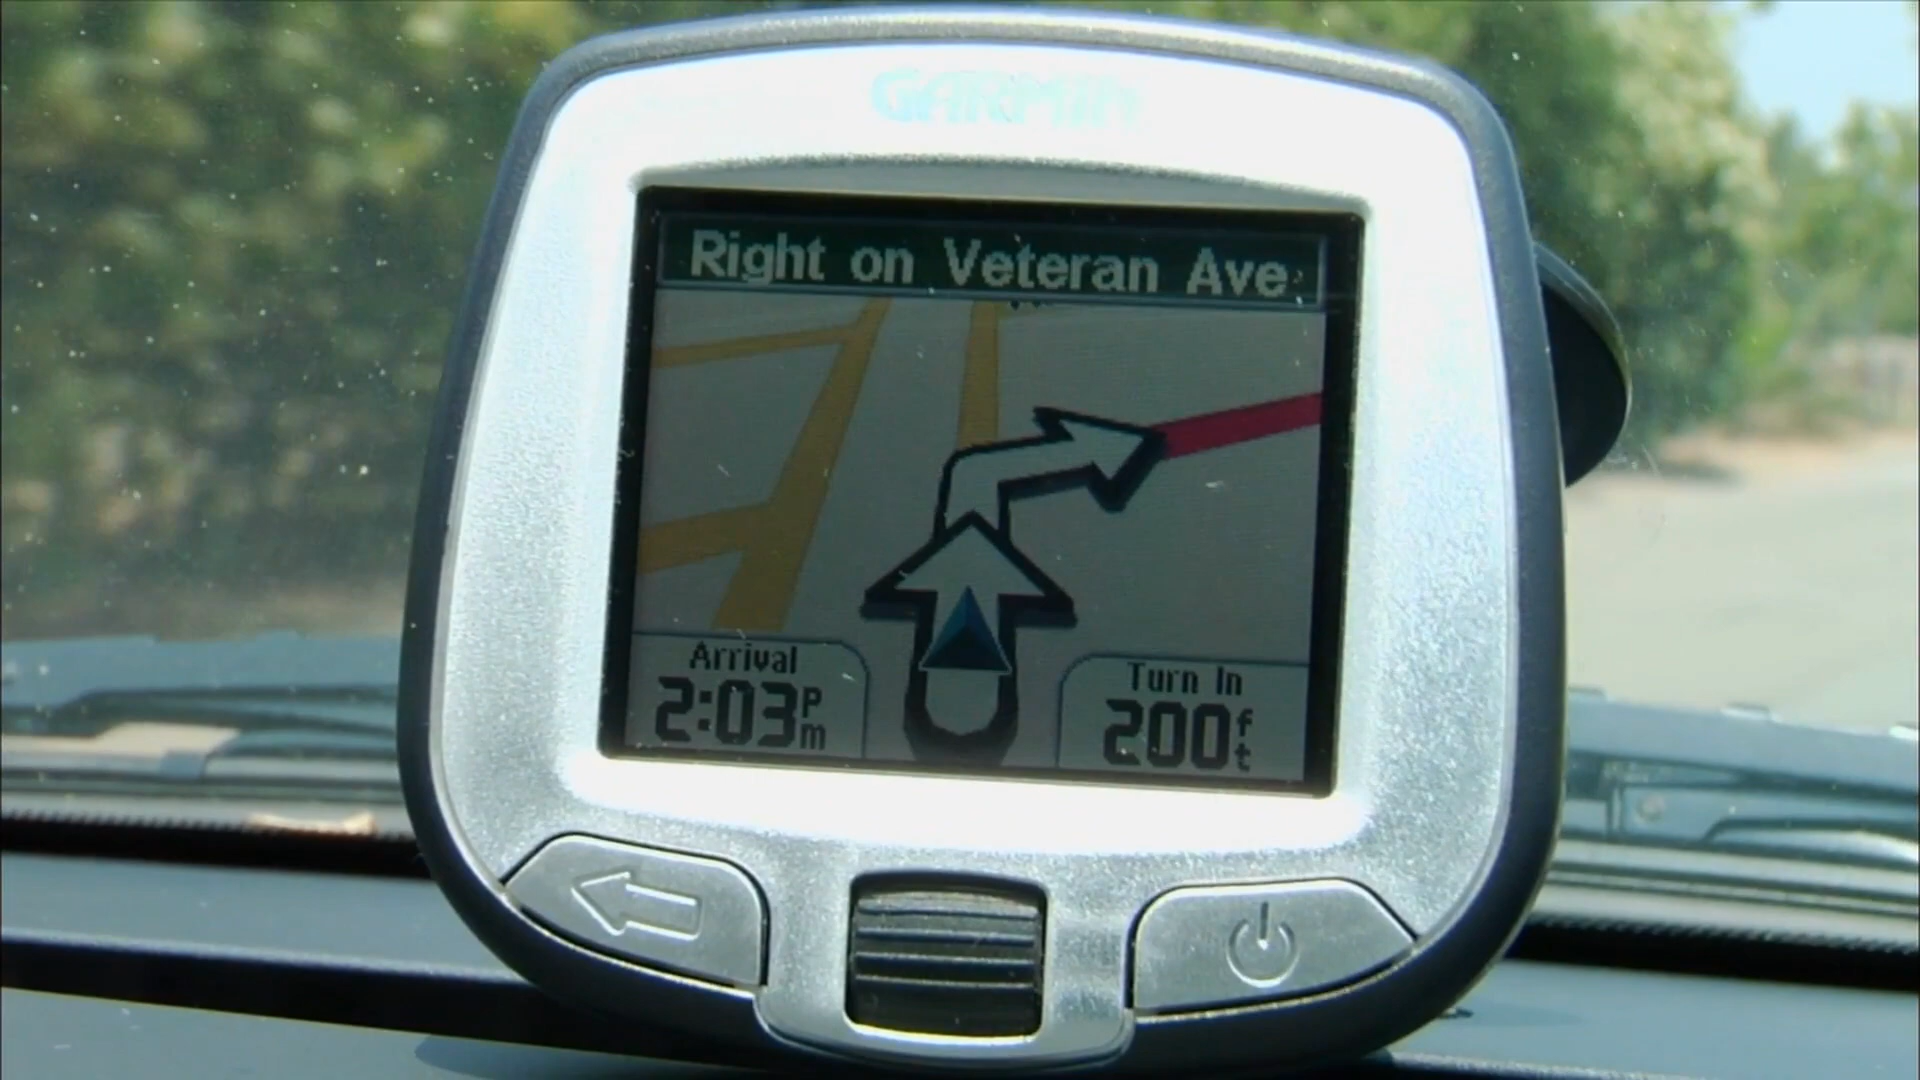 GARMIN
Right on Veteran Ave
Arrival
2:03pm
Turn In
200ft